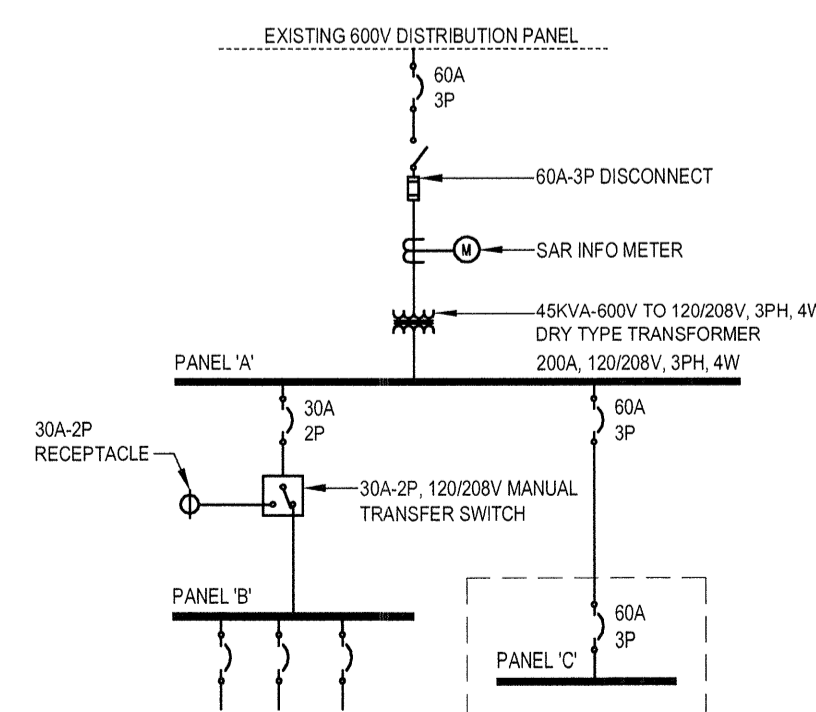 EXISTING 600V DISTRIBUTION PANEL
60A
3P
60A-3P DISCONNECT
M
SAR INFO METER
45KVA-600V TO 120/208V, 3PH, 4W
DRY TYPE TRANSFORMER
PANEL 'A'
200A, 120/208V, 3PH, 4W
30A
2P
60A
3P
30A-2P
RECEPTACLE
30A-2P, 120/208V MANUAL
TRANSFER SWITCH
PANEL 'B'
60A
3P
PANEL 'C'